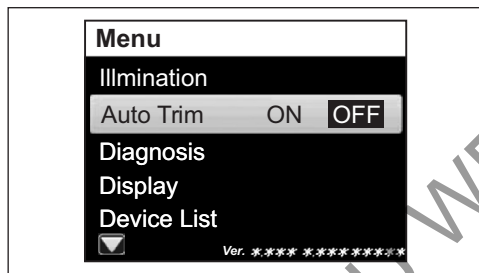 Menu
Illmination
Auto Trim ON OFF
Diagnosis
Display
Device List
Ver. *.*** *.*********
W